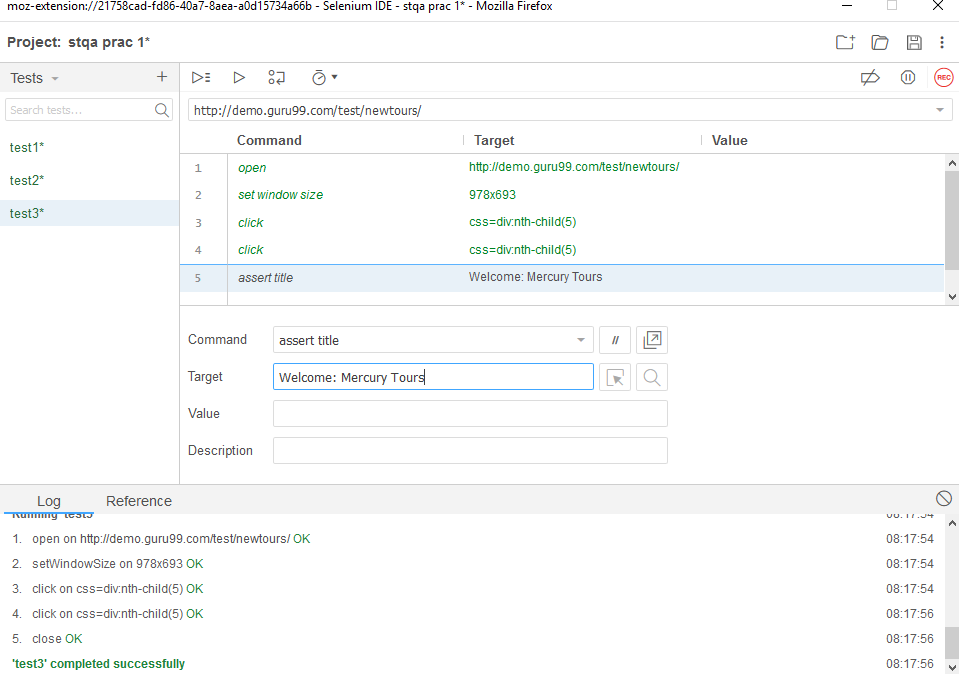 moz-extension://21758cad-fd86-40a7-8aea-a0d15734a66b - Selenium IDE - stqa prac 1* - Mozilla Firefox
Project: stqa prac 1*
Tests
REC
Search tests...
http://demo.guru99.com/test/newtours/
Command Target Value
test1*
test2*
test3*
1 open http://demo.guru99.com/test/newtours/
2 set window size 978x693
3 click css=div:nth-child(5)
4 click css=div:nth-child(5)
5 assert title Welcome: Mercury Tours
Command assert title //
Target Welcome: Mercury Tours
Value
Description
Log Reference
Running 'test3' 08:17:54
1. open on http://demo.guru99.com/test/newtours/ OK 08:17:54
2. setWindowSize on 978x693 OK 08:17:54
3. click on css=div:nth-child(5) OK 08:17:54
4. click on css=div:nth-child(5) OK 08:17:56
5. close OK 08:17:56
'test3' completed successfully 08:17:56